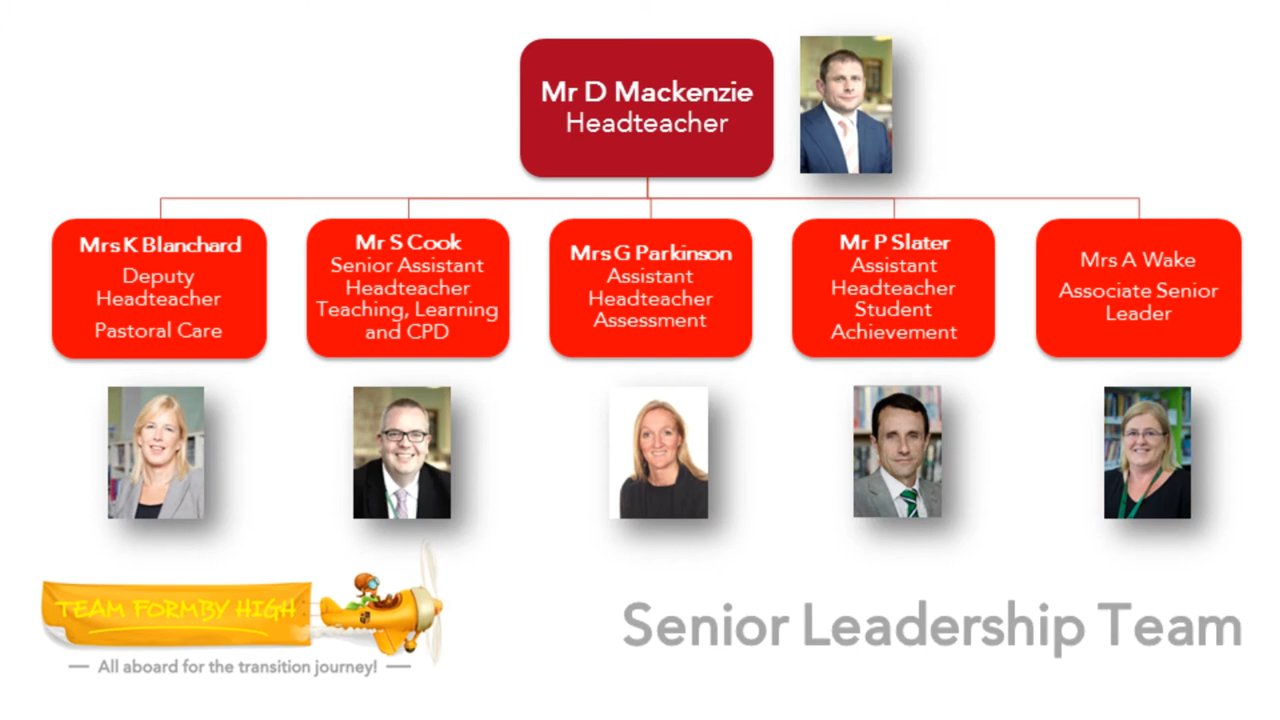 Mr D Mackenzie
Headteacher
Mrs K Blanchard
Deputy
Headteacher
Pastoral Care
Mr S Cook
Senior Assistant
Headteacher
Teaching, Learning
and CPD
Mrs G Parkinson
Assistant
Headteacher
Assessment
Mr P Slater
Assistant
Headteacher
Student
Achievement
Mrs A Wake
Associate Senior
Leader
TEAM FORMBY HIGH
All aboard for the transition journey!
Senior Leadership Team